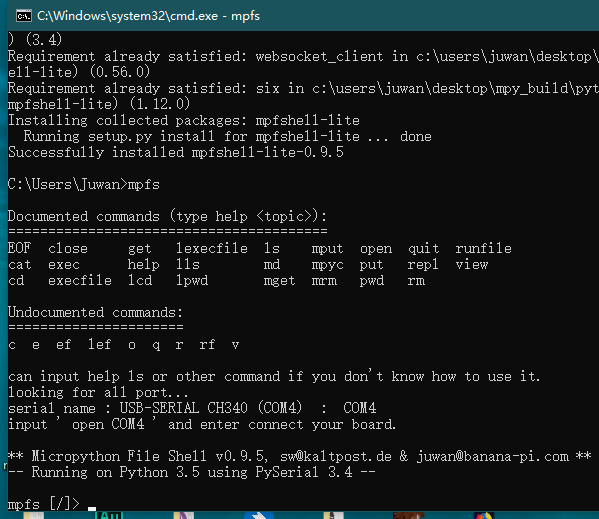 C:\Windows\system32\cmd.exe - mpfs
) (3.4)
Requirement already satisfied: websocket_client in c:\users\juwan\desktop\
ell-lite) (0.56.0)
Requirement already satisfied: six in c:\users\juwan\desktop\mpy_build\pyt
mpfshell-lite) (1.12.0)
Installing collected packages: mpfshell-lite
Running setup.py install for mpfshell-lite ... done
Successfully installed mpfshell-lite-0.9.5
C:\Users\Juwan>mpfs
Documented commands (type help <topic>):
========================================
EOF close get lexecfile ls mput open quit runfile
cat exec help lls md mpyc put repl view
cd execfile lcd lpwd mget mrm pwd rm
Undocumented commands:
======================
c e ef lef o q r rf v
can input help ls or other command if you don't know how to use it.
looking for all port...
serial name : USB-SERIAL CH340 (COM4) : COM4
input ' open COM4 ' and enter connect your board.
** Micropython File Shell v0.9.5, sw@kaltpost.de & juwan@banana-pi.com **
-- Running on Python 3.5 using PySerial 3.4 --
mpfs [/]>